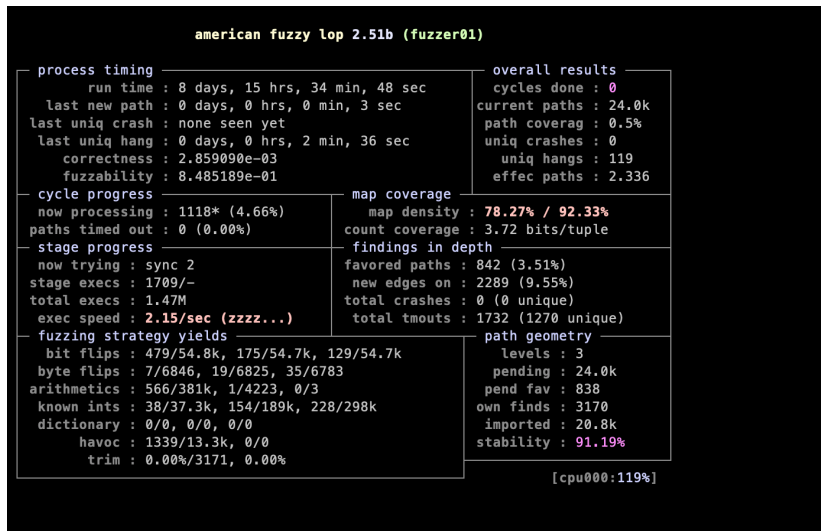 american fuzzy lop 2.51b (fuzzer01)
process timing overall results
run time : 8 days, 15 hrs, 34 min, 48 sec cycles done : 0
last new path : 0 days, 0 hrs, 0 min, 3 sec current paths : 24.0k
last uniq crash : none seen yet path coverag : 0.5%
last uniq hang : 0 days, 0 hrs, 2 min, 36 sec uniq crashes : 0
correctness : 2.859090e-03 uniq hangs : 119
fuzzability : 8.485189e-01 effec paths : 2.336
cycle progress map coverage
now processing : 1118* (4.66%) map density : 78.27% / 92.33%
paths timed out : 0 (0.00%) count coverage : 3.72 bits/tuple
stage progress findings in depth
now trying : sync 2 favored paths : 842 (3.51%)
stage execs : 1709/- new edges on : 2289 (9.55%)
total execs : 1.47M total crashes : 0 (0 unique)
exec speed : 2.15/sec (zzzz...) total tmouts : 1732 (1270 unique)
fuzzing strategy yields path geometry
bit flips : 479/54.8k, 175/54.7k, 129/54.7k levels : 3
byte flips : 7/6846, 19/6825, 35/6783 pending : 24.0k
arithmetics : 566/381k, 1/4223, 0/3 pend fav : 838
known ints : 38/37.3k, 154/189k, 228/298k own finds : 3170
dictionary : 0/0, 0/0, 0/0 imported : 20.8k
havoc : 1339/13.3k, 0/0 stability : 91.19%
trim : 0.00%/3171, 0.00%
[cpu000:119%]